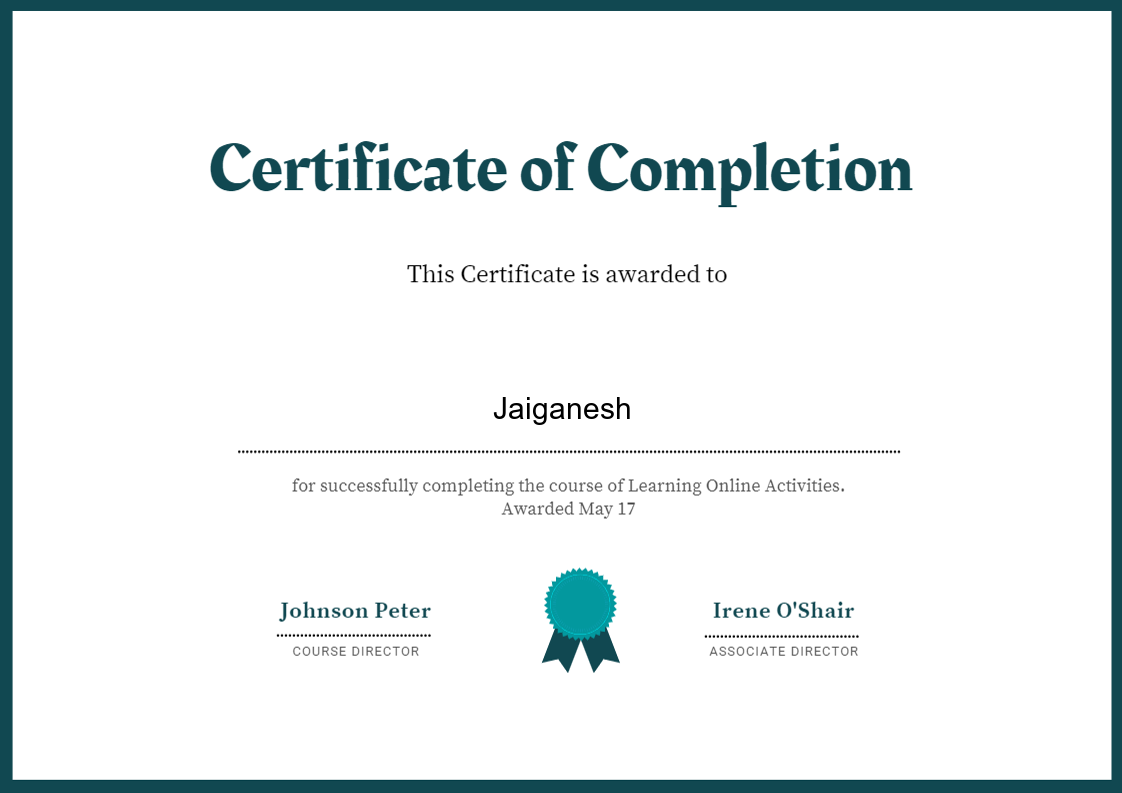 Certificate of Completion
This Certificate is awarded to
Jaiganesh
for successfully completing the course of Learning Online Activities.
Awarded May 17
Johnson Peter
COURSE DIRECTOR
Irene O'Shair
ASSOCIATE DIRECTOR